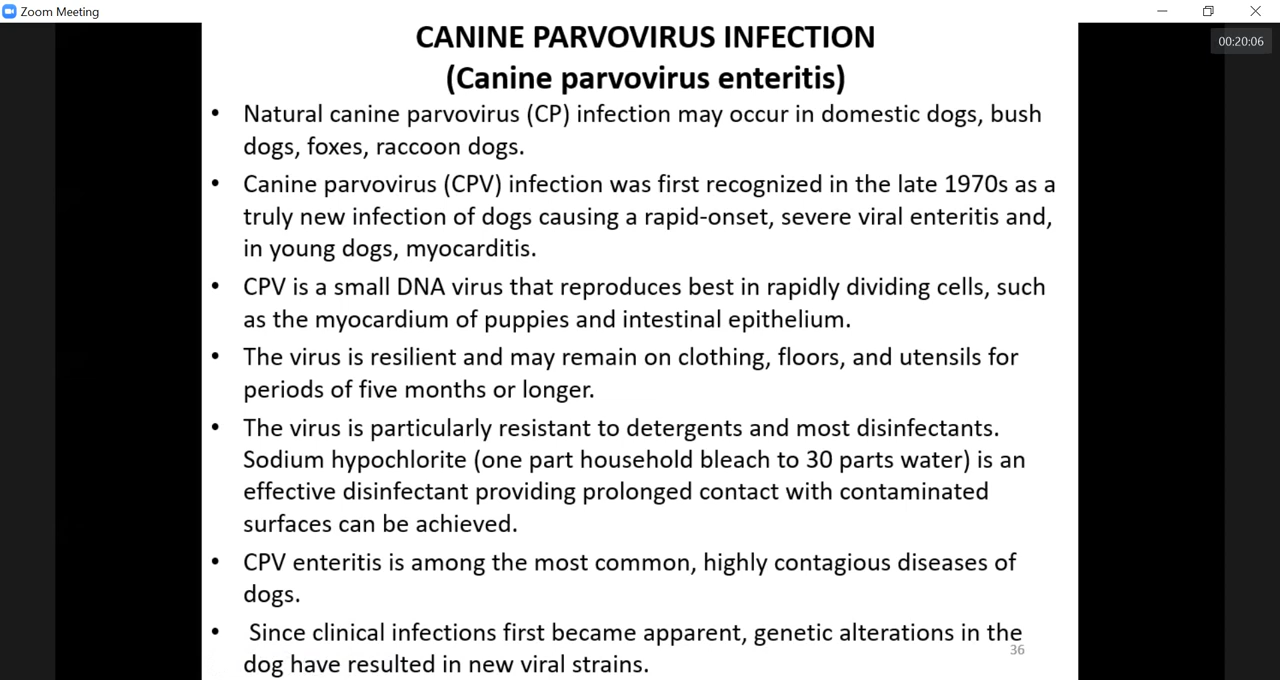 Zoom Meeting
00:20:06
CANINE PARVOVIRUS INFECTION
(Canine parvovirus enteritis)
• Natural canine parvovirus (CP) infection may occur in domestic dogs, bush
dogs, foxes, raccoon dogs.
• Canine parvovirus (CPV) infection was first recognized in the late 1970s as a
truly new infection of dogs causing a rapid-onset, severe viral enteritis and,
in young dogs, myocarditis.
• CPV is a small DNA virus that reproduces best in rapidly dividing cells, such
as the myocardium of puppies and intestinal epithelium.
• The virus is resilient and may remain on clothing, floors, and utensils for
periods of five months or longer.
• The virus is particularly resistant to detergents and most disinfectants.
Sodium hypochlorite (one part household bleach to 30 parts water) is an
effective disinfectant providing prolonged contact with contaminated
surfaces can be achieved.
• CPV enteritis is among the most common, highly contagious diseases of
dogs.
• Since clinical infections first became apparent, genetic alterations in the
dog have resulted in new viral strains.
36